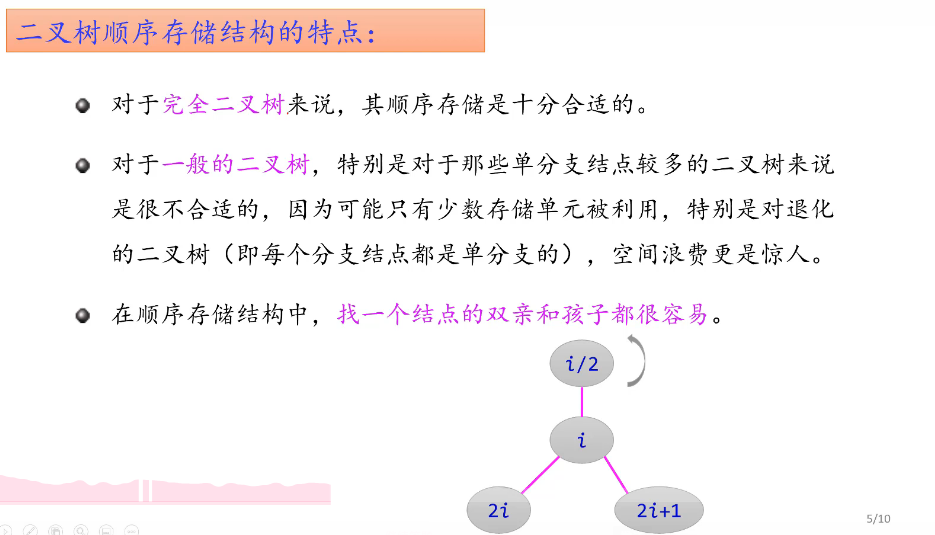 二叉树顺序存储结构的特点:
对于完全二叉树来说，其顺序存储是十分合适的。
对于一般的二叉树，特别是对于那些单分支结点较多的二叉树来说
是很不合适的，因为可能只有少数存储单元被利用，特别是对退化
的二叉树（即每个分支结点都是单分支的），空间浪费更是惊人。
在顺序存储结构中，找一个结点的双亲和孩子都很容易。
i/2
i
2i
2i+1
5/10